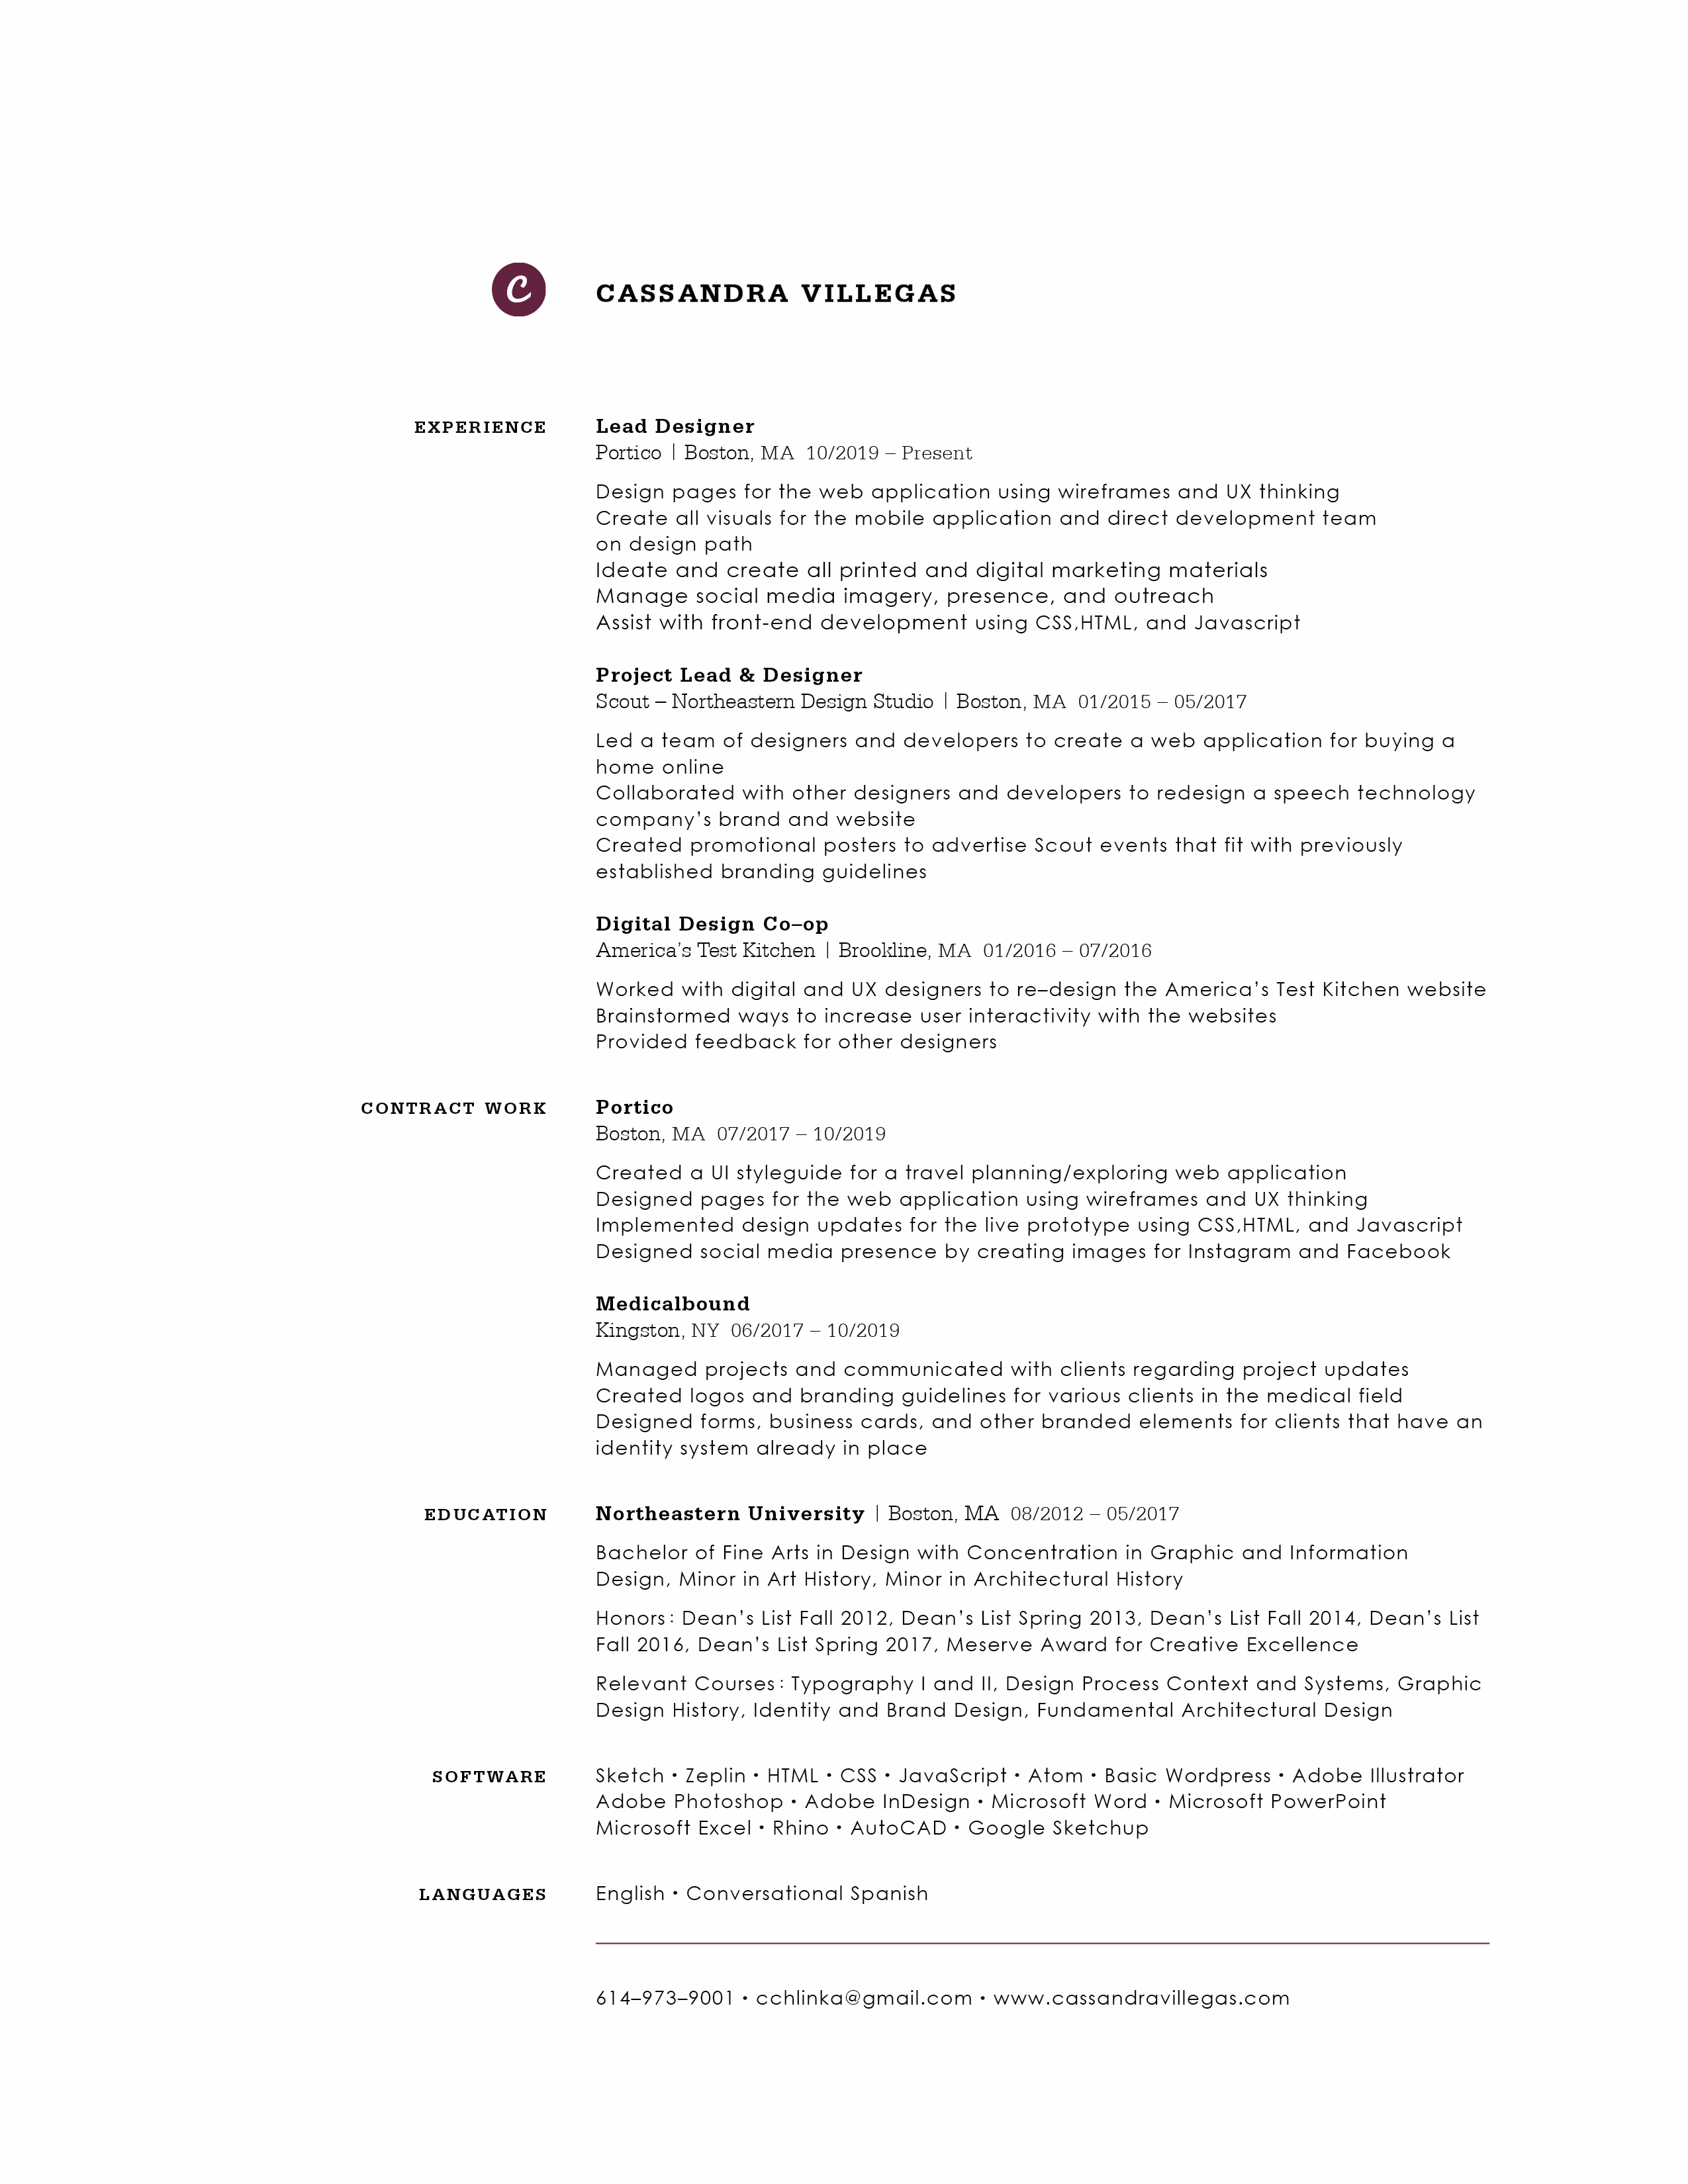 C
CASSANDRA VILLEGAS
EXPERIENCE
Lead Designer
Portico | Boston, MA 10/2019 – Present
Design pages for the web application using wireframes and UX thinking
Create all visuals for the mobile application and direct development team
on design path
Ideate and create all printed and digital marketing materials
Manage social media imagery, presence, and outreach
Assist with front-end development using CSS,HTML, and Javascript
Project Lead & Designer
Scout – Northeastern Design Studio | Boston, MA 01/2015 – 05/2017
Led a team of designers and developers to create a web application for buying a
home online
Collaborated with other designers and developers to redesign a speech technology
company's brand and website
Created promotional posters to advertise Scout events that fit with previously
established branding guidelines
Digital Design Co–op
America's Test Kitchen | Brookline, MA 01/2016 – 07/2016
Worked with digital and UX designers to re–design the America's Test Kitchen website
Brainstormed ways to increase user interactivity with the websites
Provided feedback for other designers
CONTRACT WORK
Portico
Boston, MA 07/2017 – 10/2019
Created a UI styleguide for a travel planning/exploring web application
Designed pages for the web application using wireframes and UX thinking
Implemented design updates for the live prototype using CSS,HTML, and Javascript
Designed social media presence by creating images for Instagram and Facebook
Medicalbound
Kingston, NY 06/2017 – 10/2019
Managed projects and communicated with clients regarding project updates
Created logos and branding guidelines for various clients in the medical field
Designed forms, business cards, and other branded elements for clients that have an
identity system already in place
EDUCATION
Northeastern University | Boston, MA 08/2012 – 05/2017
Bachelor of Fine Arts in Design with Concentration in Graphic and Information
Design, Minor in Art History, Minor in Architectural History
Honors: Dean's List Fall 2012, Dean's List Spring 2013, Dean's List Fall 2014, Dean's List
Fall 2016, Dean's List Spring 2017, Meserve Award for Creative Excellence
Relevant Courses: Typography I and II, Design Process Context and Systems, Graphic
Design History, Identity and Brand Design, Fundamental Architectural Design
SOFTWARE
Sketch • Zeplin • HTML • CSS • JavaScript • Atom • Basic Wordpress • Adobe Illustrator
Adobe Photoshop • Adobe InDesign • Microsoft Word • Microsoft PowerPoint
Microsoft Excel • Rhino • AutoCAD • Google Sketchup
LANGUAGES
English • Conversational Spanish
614–973–9001 • cchlinka@gmail.com • www.cassandravillegas.com